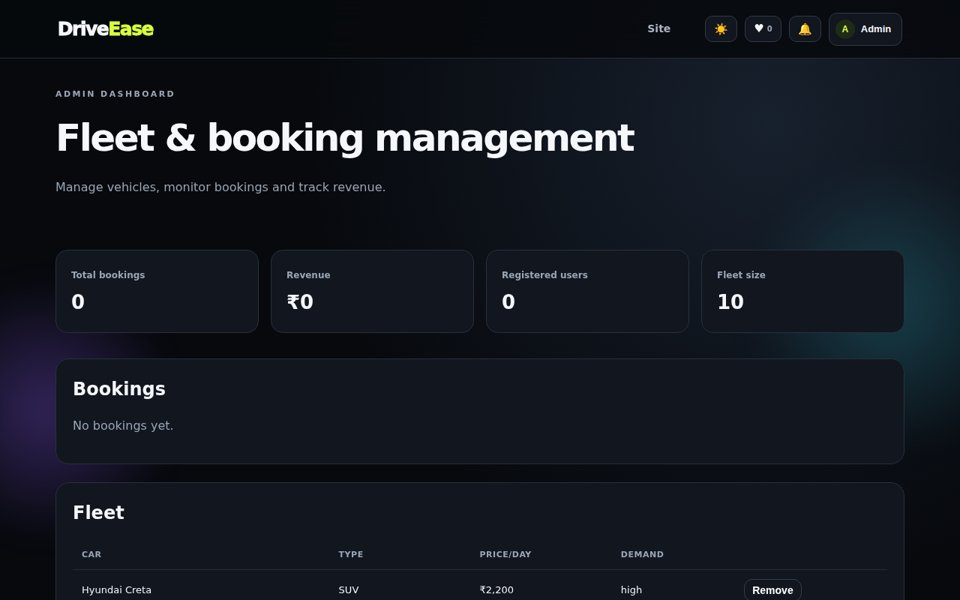 DriveEase
Site
0
A
Admin
ADMIN DASHBOARD
Fleet & booking management
Manage vehicles, monitor bookings and track revenue.
Total bookings
0
Revenue
₹0
Registered users
0
Fleet size
10
Bookings
No bookings yet.
Fleet
CAR TYPE PRICE/DAY DEMAND
Hyundai Creta SUV ₹2,200 high Remove